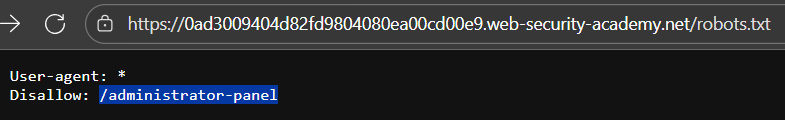 https://0ad3009404d82fd9804080ea00cd00e9.web-security-academy.net/robots.txt
User-agent: *
Disallow: /administrator-panel